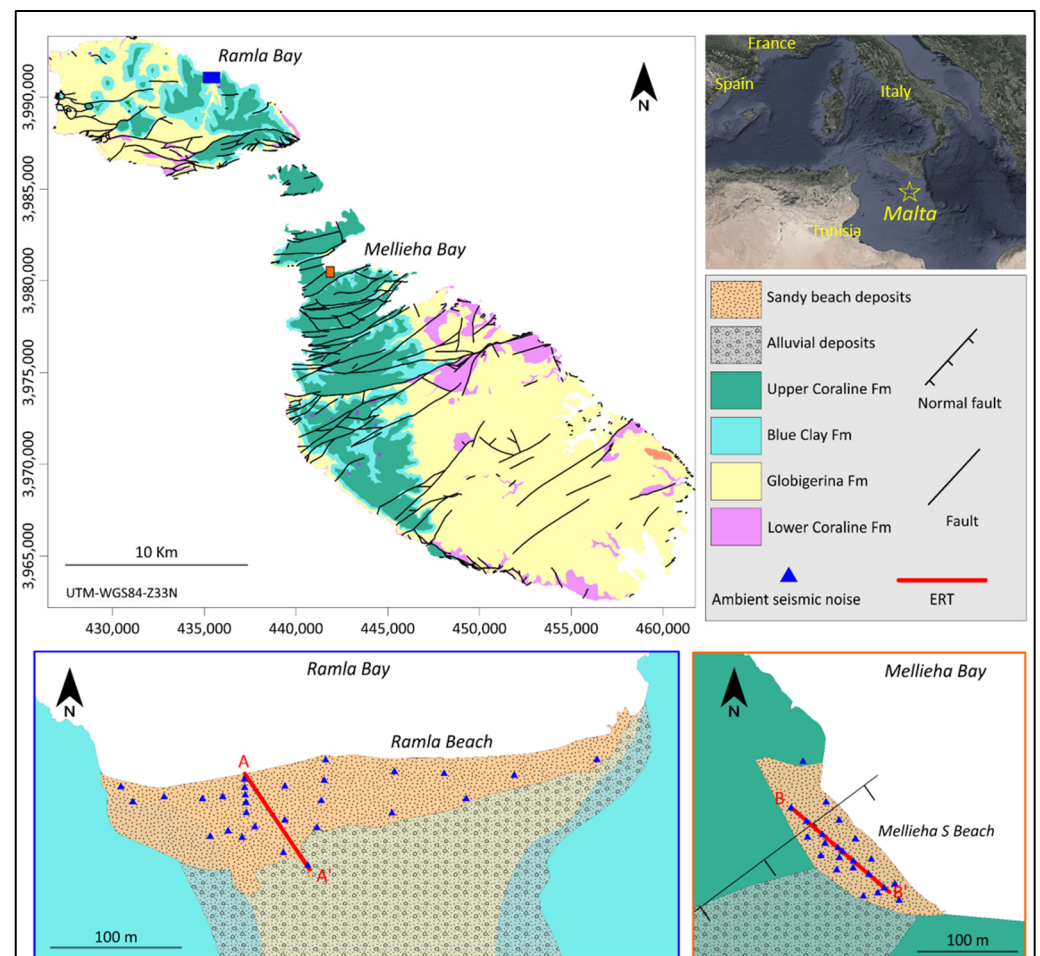 Ramla Bay
N
Mellieha Bay
3,990,000
3,985,000
3,980,000
3,975,000
3,970,000
3,965,000
10 Km
UTM-WGS84-Z33N
430,000
435,000
440,000
445,000
450,000
455,000
460,000
France
Spain
Italy
Malta
Tunisia
Sandy beach deposits
Alluvial deposits
Upper Coraline Fm
Blue Clay Fm
Globigerina Fm
Lower Coraline Fm
Normal fault
Fault
Ambient seismic noise
ERT
Ramla Bay
N
Ramla Beach
A
A'
100 m
Mellieha Bay
N
B
Mellieha S Beach
B'
100 m